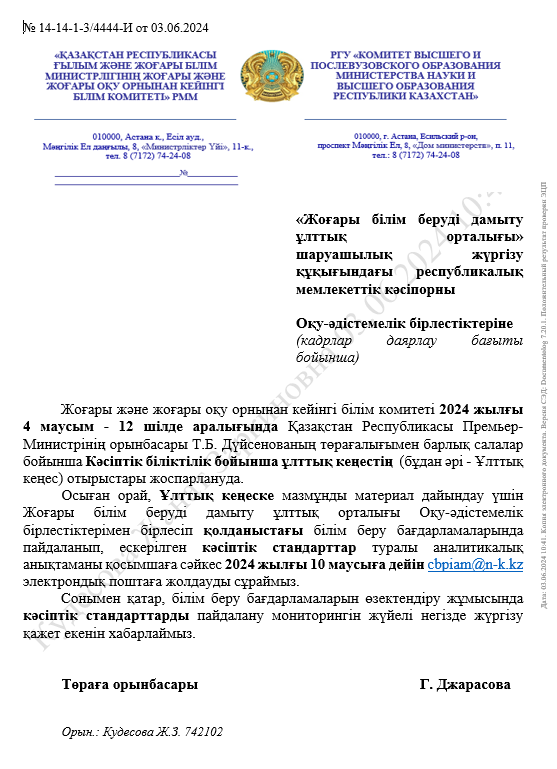 № 14-14-1-3/4444-И от 03.06.2024
«ҚАЗАҚСТАН РЕСПУБЛИКАСЫ
ҒЫЛЫМ ЖӘНЕ ЖОҒАРЫ БІЛІМ
МИНИСТРЛІГІНІҢ ЖОҒАРЫ ЖӘНЕ
ЖОҒАРЫ ОҚУ ОРНЫНАН КЕЙІНГІ
БІЛІМ КОМИТЕТІ» РММ
РГУ «КОМИТЕТ ВЫСШЕГО И
ПОСЛЕВУЗОВСКОГО ОБРАЗОВАНИЯ
МИНИСТЕРСТВА НАУКИ И
ВЫСШЕГО ОБРАЗОВАНИЯ
РЕСПУБЛИКИ КАЗАХСТАН»
010000, Астана к., Есіл ауд.,
Мәңгілік Ел даңғылы, 8, «Министрліктер Үйі», 11-к.,
тел. 8 (7172) 74-24-08
010000, г. Астана, Есильский р-он,
проспект Мәңгілік Ел, 8, «Дом министерств», п. 11,
тел.: 8 (7172) 74-24-08
№
«Жоғары білім беруді дамыту
ұлттық орталығы»
шаруашылық жүргізу
құқығындағы республикалық
мемлекеттік кәсіпорны
Оқу-әдістемелік бірлестіктеріне
(кадрлар даярлау бағыты
бойынша)
Жоғары және жоғары оқу орнынан кейінгі білім комитеті 2024 жылғы
4 маусым - 12 шілде аралығында Қазақстан Республикасы Премьер-
Министрінің орынбасары Т.Б. Дүйсенованың төрағалығымен барлық салалар
бойынша Кәсіптік біліктілік бойынша ұлттық кеңестің (бұдан әрі - Ұлттық
кеңес) отырыстары жоспарлануда.
Осыған орай, Ұлттық кеңеске мазмұнды материал дайындау үшін
Жоғары білім беруді дамыту ұлттық орталығы Оқу-әдістемелік
бірлестіктерімен бірлесіп қолданыстағы білім беру бағдарламаларында
пайдаланып, ескерілген кәсіптік стандарттар туралы аналитикалық
анықтаманы қосымшаға сәйкес 2024 жылғы 10 маусыға дейін cbpiam@n-k.kz
электрондық поштаға жолдауды сұраймыз.
Сонымен қатар, білім беру бағдарламаларын өзектендіру жұмысында
кәсіптік стандарттарды пайдалану мониторингін жүйелі негізде жүргізу
қажет екенін хабарлаймыз.
Төраға орынбасары Г. Джарасова
Орын.: Кудесова Ж.З. 742102
Дата: 03.06.2024 10:41. Копия электронного документа. Версия СЭД: Documentolog 7.20.1. Положительный результат проверки ЭЦП